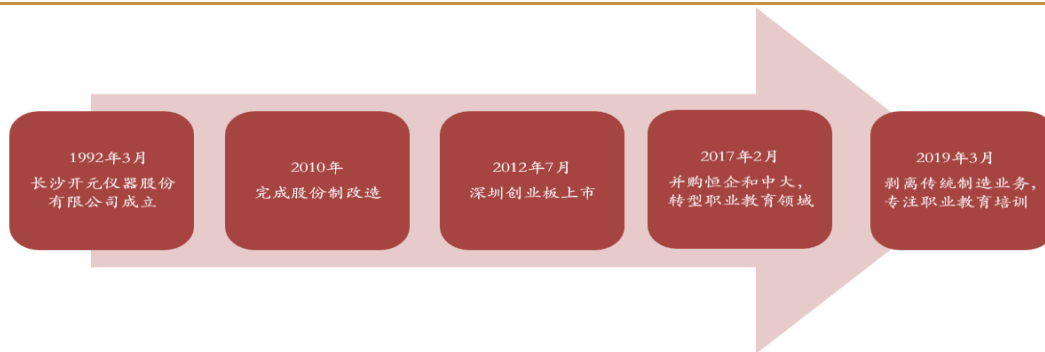 1992年3月
长沙开元仪器股份
有限公司成立
2010年
完成股份制改造
2012年7月
深圳创业板上市
2017年2月
并购恒企和中大，
转型职业教育领域
2019年3月
剥离传统制造业务，
专注职业教育培训